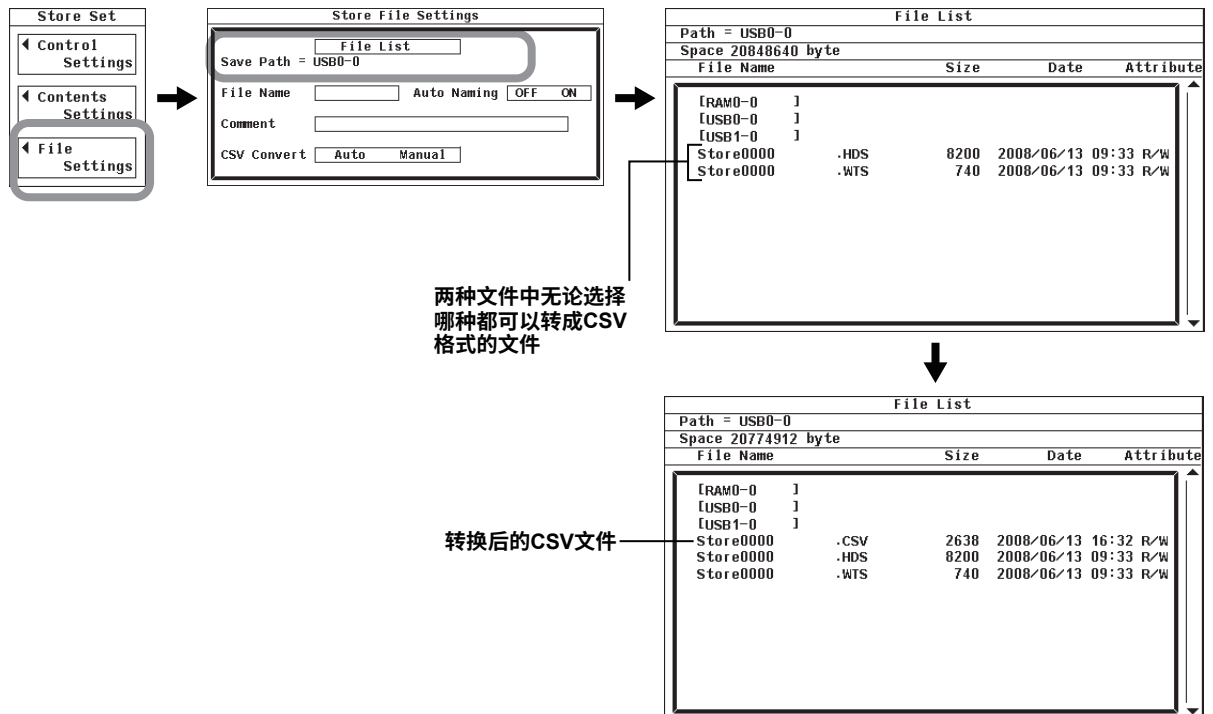 Store Set
Control
Settings
Contents
Settings
File
Settings
Store File Settings
File List
Save Path = USB0-0
File Name Auto Naming OFF ON
Comment
CSV Convert Auto Manual
File List
Path = USB0-0
Space 20848640 byte
File Name Size Date Attribute
[RAM0-0 ]
[USB0-0 ]
[USB1-0 ]
Store0000 .HDS 8200 2008/06/13 09:33 R/W
Store0000 .WTS 740 2008/06/13 09:33 R/W
两种文件中无论选择
哪种都可以转成CSV
格式的文件
File List
Path = USB0-0
Space 20774912 byte
File Name Size Date Attribute
[RAM0-0 ]
[USB0-0 ]
[USB1-0 ]
Store0000 .CSV 2638 2008/06/13 16:32 R/W
Store0000 .HDS 8200 2008/06/13 09:33 R/W
Store0000 .WTS 740 2008/06/13 09:33 R/W
转换后的CSV文件